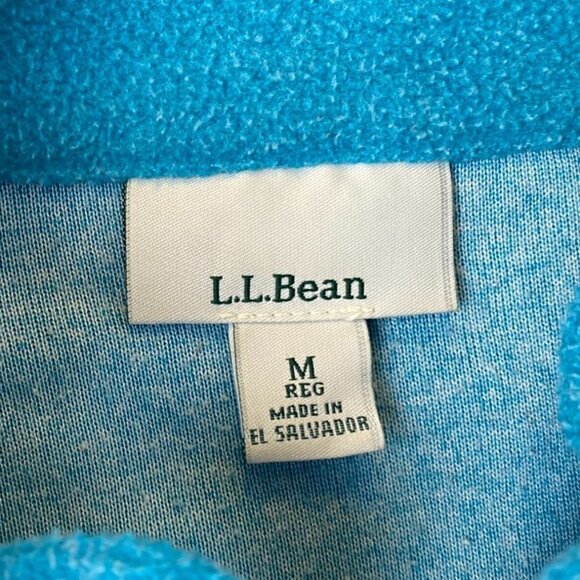 L.L.Bean
M
REG
MADE IN
EL SALVADOR